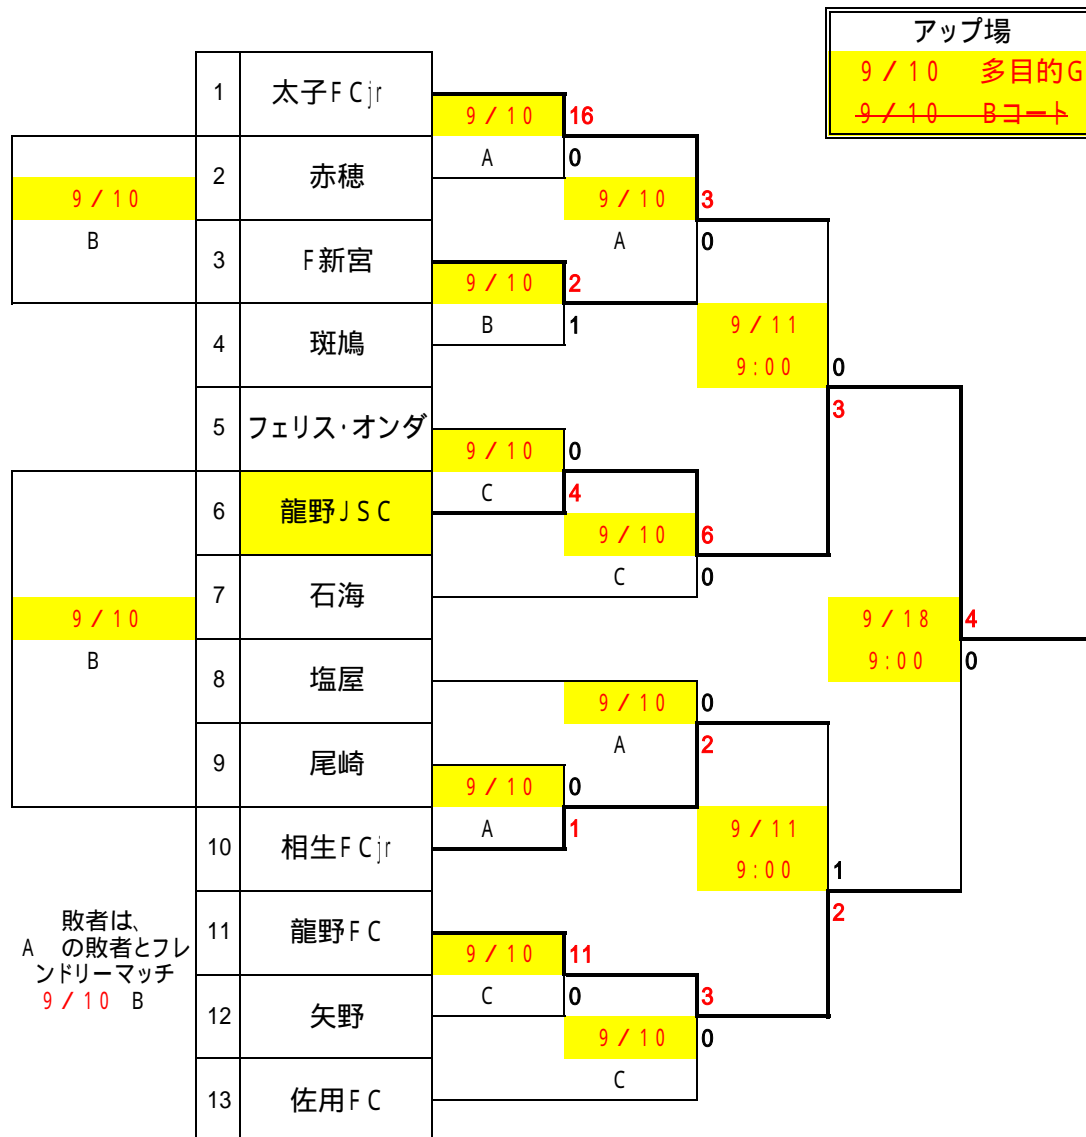 アップ場
9/10 多目的G
9/10 Bコート
1 太子FCjr
9/10 16
A 0
2 赤穂
9/10
B
9/10 3
A 0
3 F新宮
9/10 2
B 1
4 斑鳩
9/11
9:00 0
3
5 フェリス・オンダ
9/10 0
C 4
6 龍野JSC
9/10 6
C 0
7 石海
9/10
B
9/18 4
9:00 0
8 塩屋
9/10 0
A 2
9 尾崎
9/10 0
A 1
10 相生FCjr
9/11
9:00 1
2
11 龍野FC
9/10 11
C 0
敗者は、
A の敗者とフレ
ンドリーマッチ
9/10 B
12 矢野
3
9/10 0
C
13 佐用FC